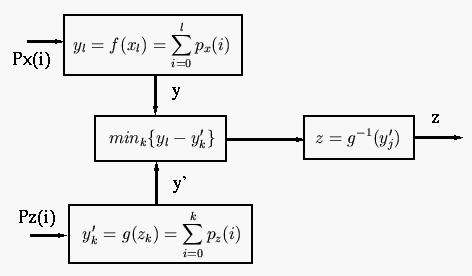 Px(i)
y_l = f(x_l) = \sum_{i=0}^{l} p_x(i)
y
min_k{y_l − y′_k}
z = g^{−1}(y′_j)
z
y'
Pz(i)
y′_k = g(z_k) = \sum_{i=0}^{k} p_z(i)